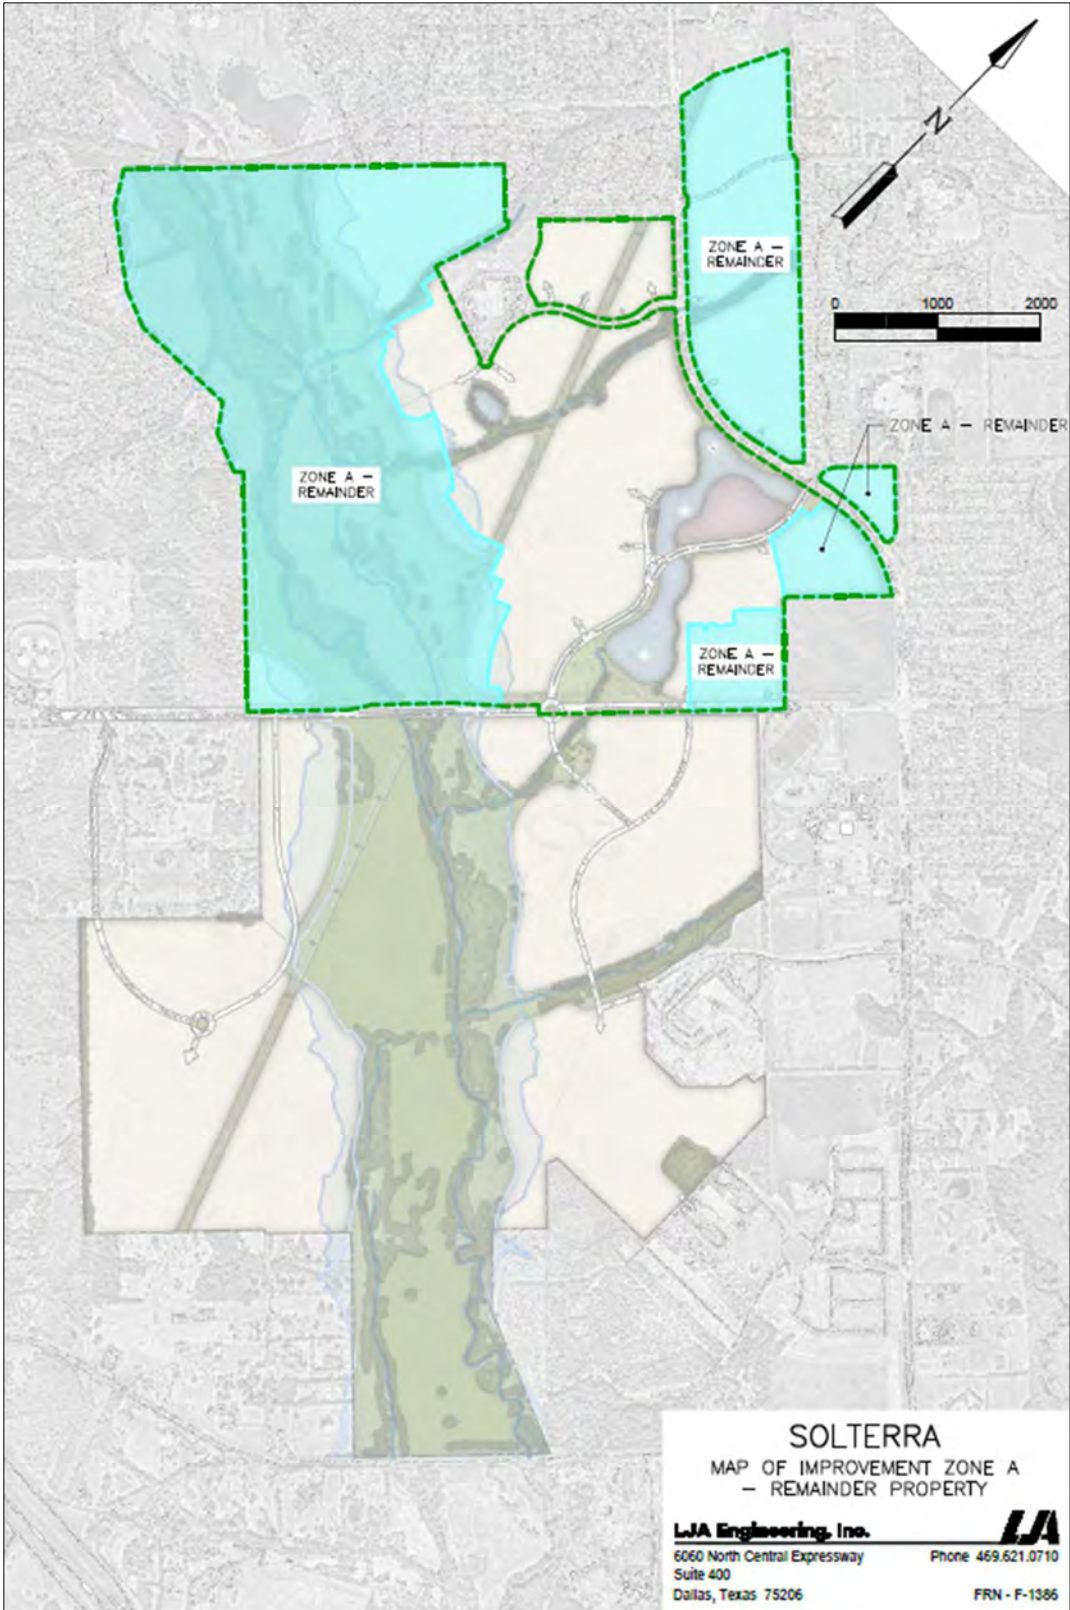 N
ZONE A –
REMAINDER
0 1000 2000
ZONE A – REMAINDER
ZONE A –
REMAINDER
ZONE A –
REMAINDER
SOLTERRA
MAP OF IMPROVEMENT ZONE A
– REMAINDER PROPERTY
LJA Engineering, Inc.
LJA
6060 North Central Expressway
Phone 469.621.0710
Suite 400
Dallas, Texas 75206
FRN - F-1386